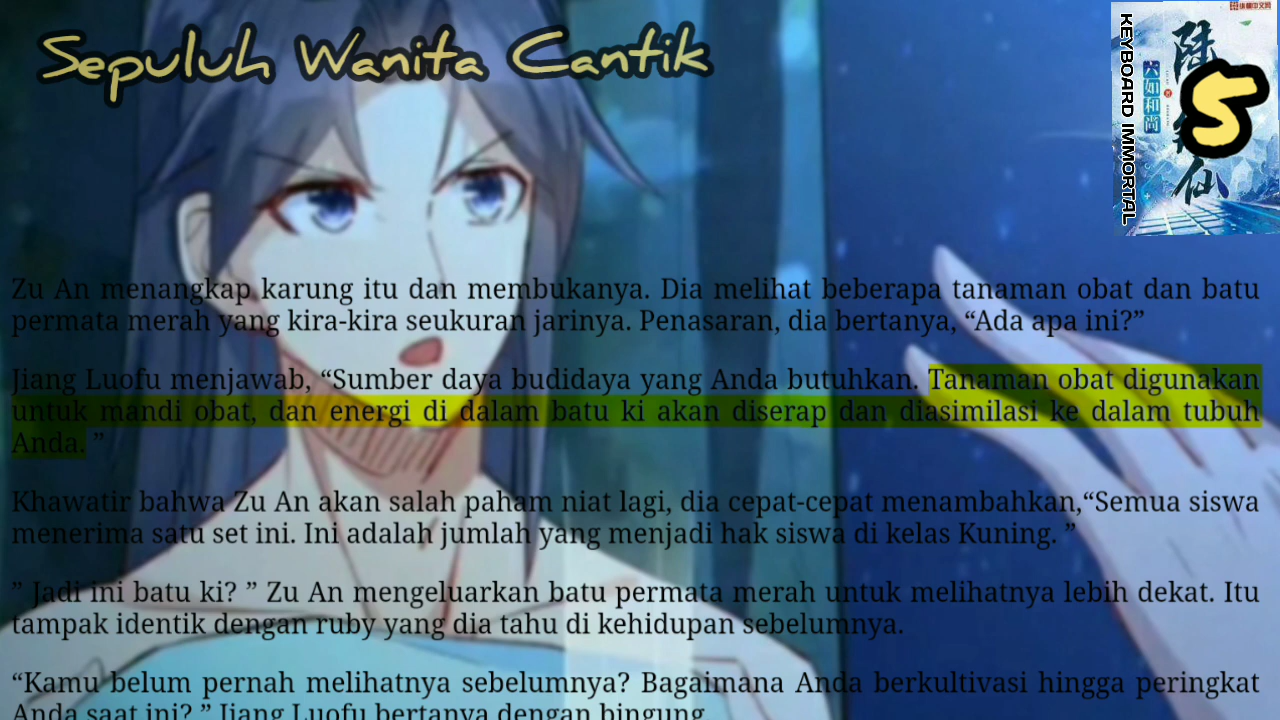 Sepuluh Wanita Cantik
KEYBOARD IMMORTAL
六如和尚
S
Zu An menangkap karung itu dan membukanya. Dia melihat beberapa tanaman obat dan batu
permata merah yang kira-kira seukuran jarinya. Penasaran, dia bertanya, “Ada apa ini?”
Jiang Luofu menjawab, “Sumber daya budidaya yang Anda butuhkan. Tanaman obat digunakan
untuk mandi obat, dan energi di dalam batu ki akan diserap dan diasimilasi ke dalam tubuh
Anda. ”
Khawatir bahwa Zu An akan salah paham niat lagi, dia cepat-cepat menambahkan,“Semua siswa
menerima satu set ini. Ini adalah jumlah yang menjadi hak siswa di kelas Kuning. ”
” Jadi ini batu ki? ” Zu An mengeluarkan batu permata merah untuk melihatnya lebih dekat. Itu
tampak identik dengan ruby yang dia tahu di kehidupan sebelumnya.
“Kamu belum pernah melihatnya sebelumnya? Bagaimana Anda berkultivasi hingga peringkat
Anda saat ini? ” Jiang Luofu bertanya dengan bingung.